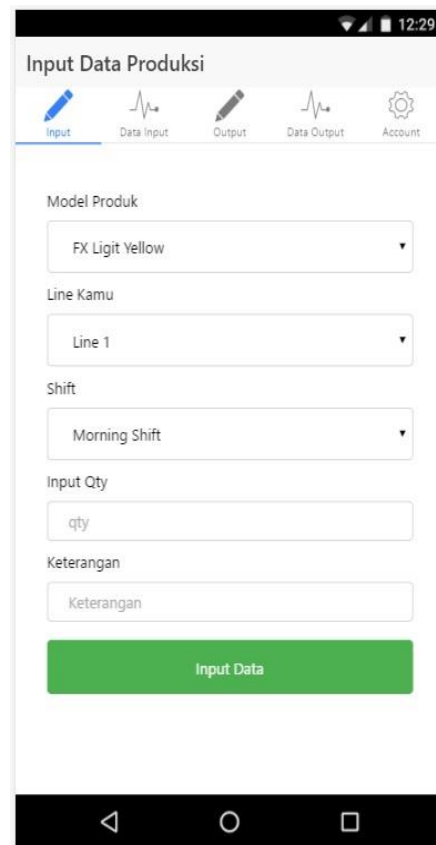 12:29
Input Data Produksi
Input Data Input Output Data Output Account
Model Produk
FX Ligit Yellow
Line Kamu
Line 1
Shift
Morning Shift
Input Qty
qty
Keterangan
Keterangan
Input Data